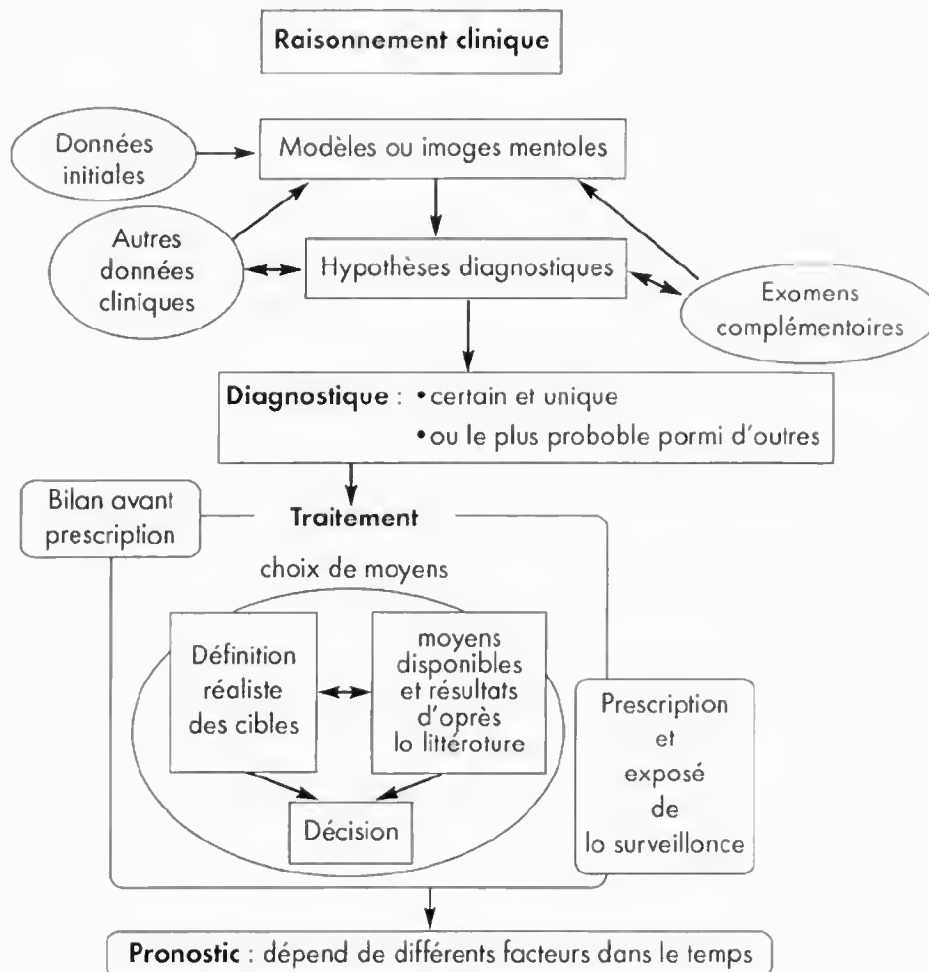 Raisonnement clinique
Données
initiales
Modèles ou imoges mentoles
Autres
données
cliniques
Hypothèses diagnostiques
Exomens
complémentoires
Diagnostique : • certain et unique
• ou le plus proboble pormi d'outres
Bilan avant
prescription
Traitement
choix de moyens
Définition
réaliste
des cibles
moyens
disponibles
et résultats
d'oprès
lo littéroture
Décision
Prescription
et
exposé
de
lo surveillonce
Pronostic : dépend de différents facteurs dans le temps